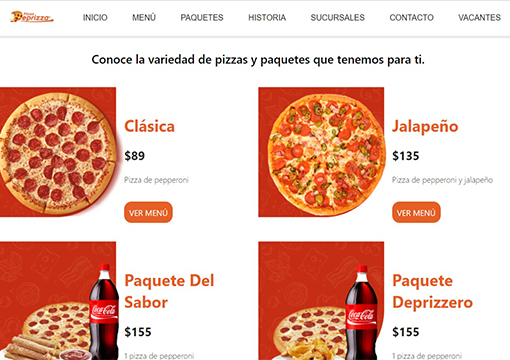 Pizzas
Deprizza
INICIO MENÚ PAQUETES HISTORIA SUCURSALES CONTACTO VACANTES
Conoce la variedad de pizzas y paquetes que tenemos para ti.
Clásica
$89
Pizza de pepperoni
VER MENÚ
Jalapeño
$135
Pizza de pepperoni y jalapeño
VER MENÚ
Paquete Del
Sabor
$155
1 pizza de pepperoni
Coca-Cola
Paquete
Deprizzero
$155
1 pizza de pepperoni
Coca-Cola